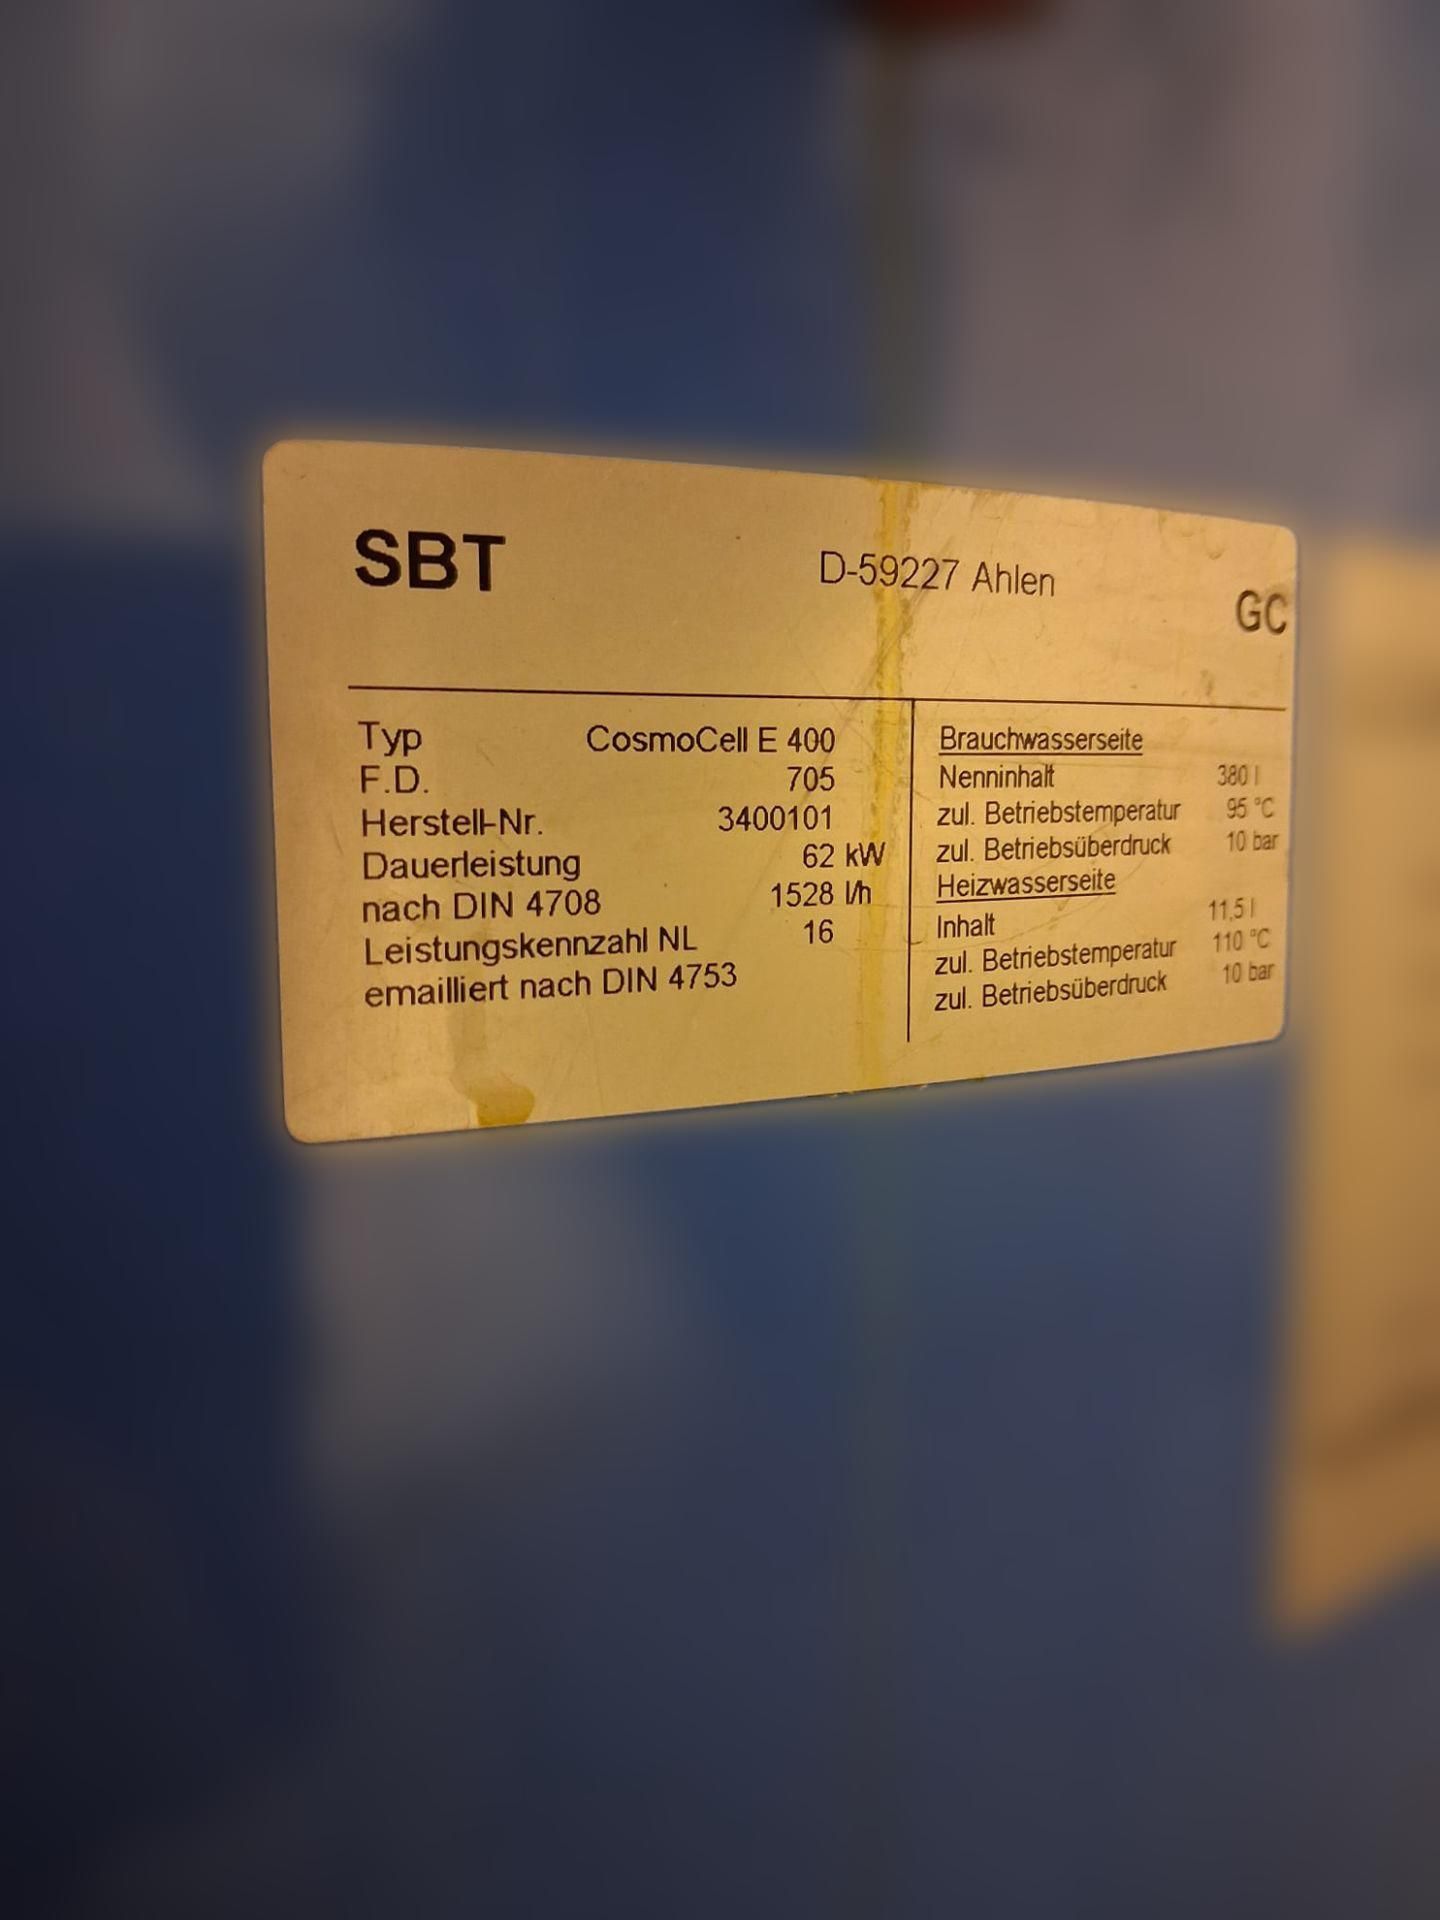 SBT D-59227 Ahlen GC
Typ CosmoCell E 400
F.D. 705
Herstell-Nr. 3400101
Dauerleistung 62 kW
nach DIN 4708 1528 l/h
Leistungskennzahl NL 16
emailliert nach DIN 4753
Brauchwasserseite
Nenninhalt 380 l
zul. Betriebstemperatur 95 °C
zul. Betriebsüberdruck 10 bar
Heizwasserseite
Inhalt 11,5 l
zul. Betriebstemperatur 110 °C
zul. Betriebsüberdruck 10 bar